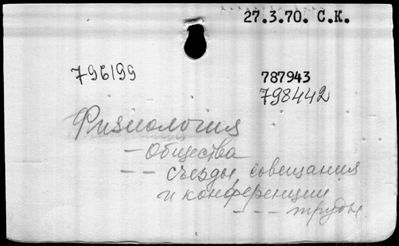 27.3.70. С.К.
796199
787943
798442
Физиология
- Общества
-- съезды, совещания
и конференции
--- труды